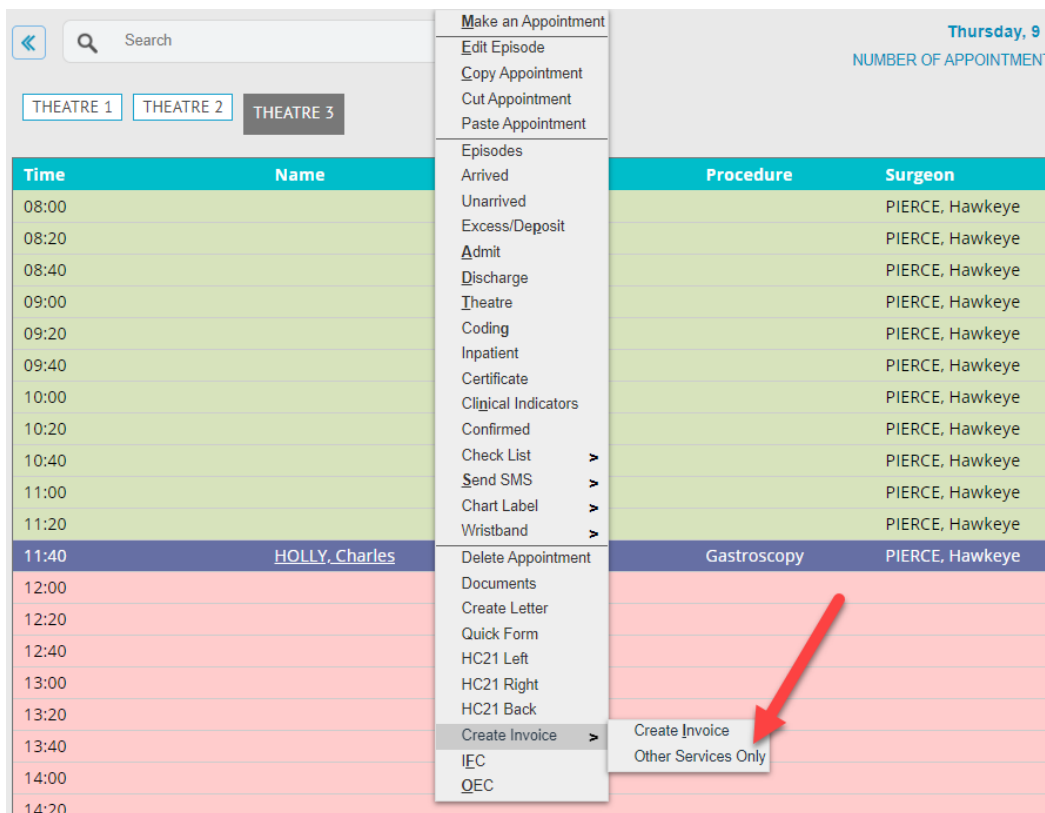 Search
Thursday, 9
NUMBER OF APPOINTMEN
THEATRE 1 THEATRE 2 THEATRE 3
Time Name Procedure Surgeon
08:00 PIERCE, Hawkeye
08:20 PIERCE, Hawkeye
08:40 PIERCE, Hawkeye
09:00 PIERCE, Hawkeye
09:20 PIERCE, Hawkeye
09:40 PIERCE, Hawkeye
10:00 PIERCE, Hawkeye
10:20 PIERCE, Hawkeye
10:40 PIERCE, Hawkeye
11:00 PIERCE, Hawkeye
11:20 PIERCE, Hawkeye
11:40 HOLLY, Charles Gastroscopy PIERCE, Hawkeye
12:00
12:20
12:40
13:00
13:20
13:40
14:00
14:20
Make an Appointment
Edit Episode
Copy Appointment
Cut Appointment
Paste Appointment
Episodes
Arrived
Unarrived
Excess/Deposit
Admit
Discharge
Theatre
Coding
Inpatient
Certificate
Clinical Indicators
Confirmed
Check List >
Send SMS >
Chart Label >
Wristband >
Delete Appointment
Documents
Create Letter
Quick Form
HC21 Left
HC21 Right
HC21 Back
Create Invoice >
IFC
OEC
Create Invoice
Other Services Only